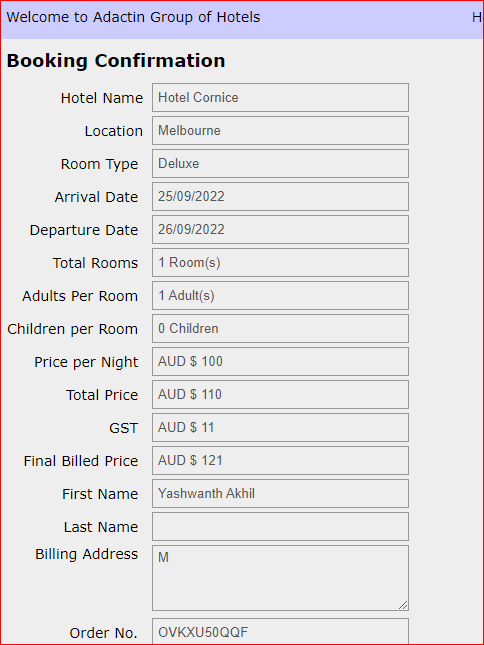 Welcome to Adactin Group of Hotels
Booking Confirmation
Hotel Name Hotel Cornice
Location Melbourne
Room Type Deluxe
Arrival Date 25/09/2022
Departure Date 26/09/2022
Total Rooms 1 Room(s)
Adults Per Room 1 Adult(s)
Children per Room 0 Children
Price per Night AUD $ 100
Total Price AUD $ 110
GST AUD $ 11
Final Billed Price AUD $ 121
First Name Yashwanth Akhil
Last Name
Billing Address M
Order No. OVKXU50QQF